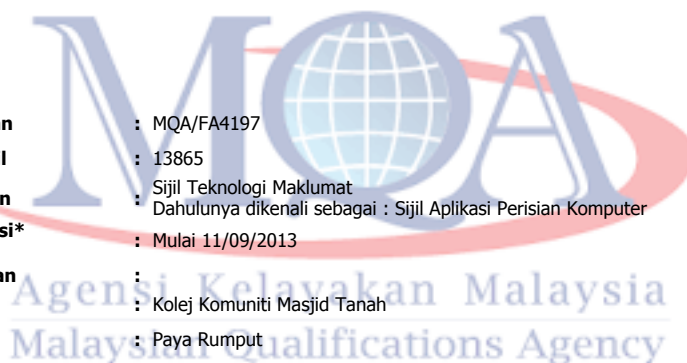 MQA
: MQA/FA4197
: 13865
: Sijil Teknologi Maklumat
Dahulunya dikenali sebagai : Sijil Aplikasi Perisian Komputer
si* : Mulai 11/09/2013
an :
: Kolej Komuniti Masjid Tanah
: Paya Rumput
Agensi Kelayakan Malaysia
Malaysian Qualifications Agency